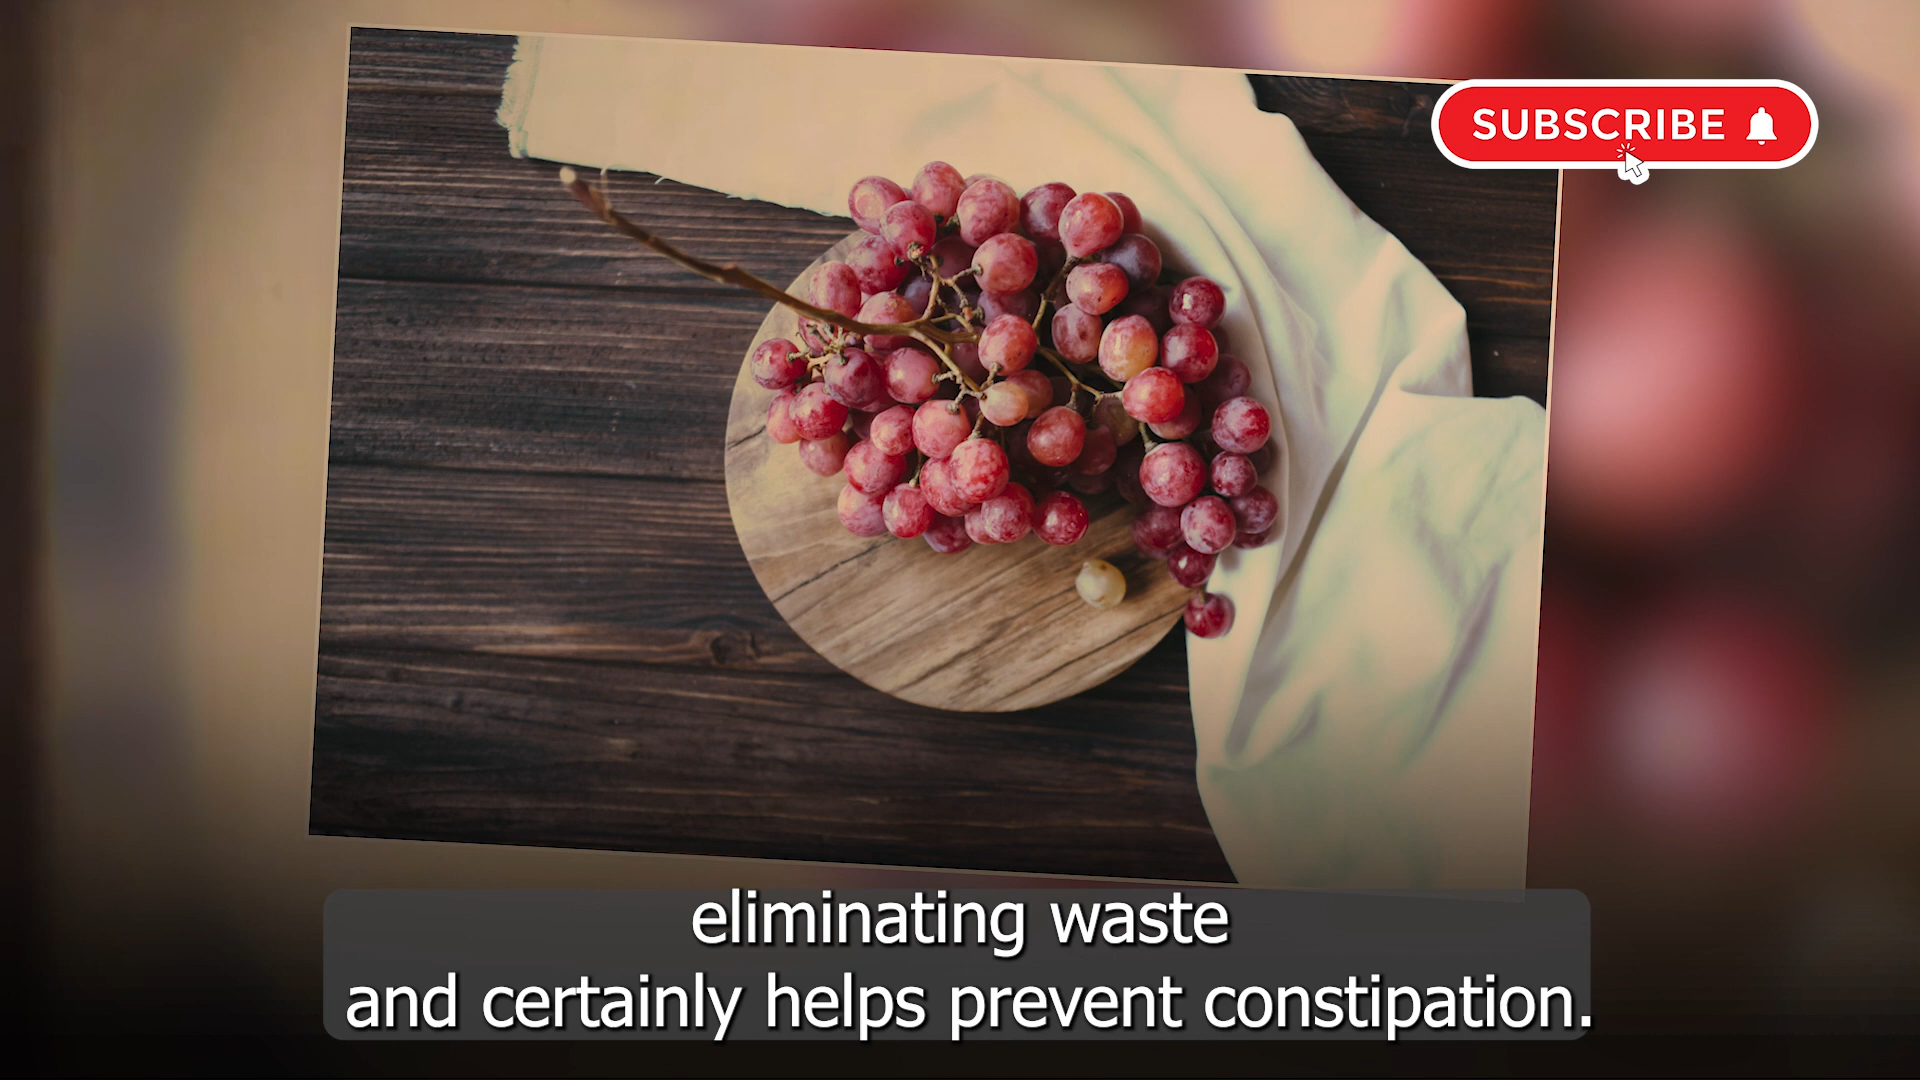 SUBSCRIBE
eliminating waste
and certainly helps prevent constipation.